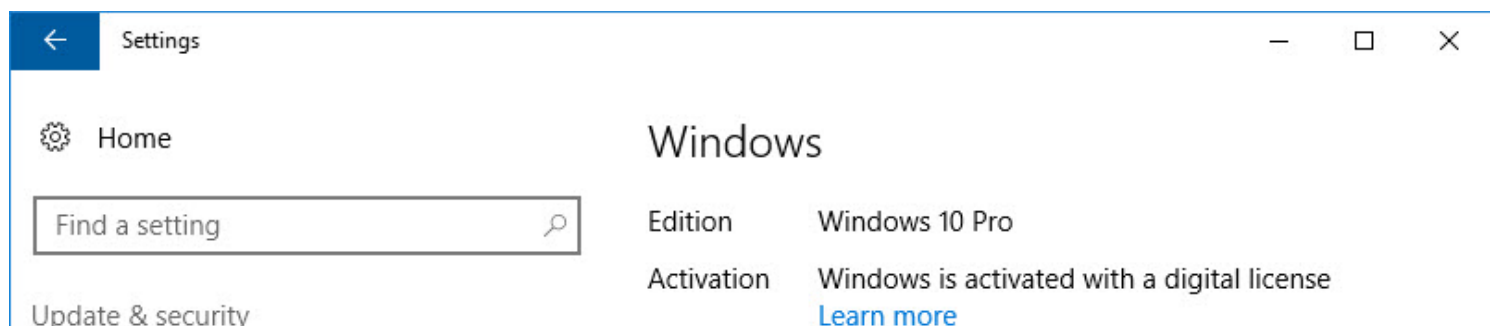 Settings
Home
Find a setting
Update & security
Windows
Edition Windows 10 Pro
Activation Windows is activated with a digital license
Learn more